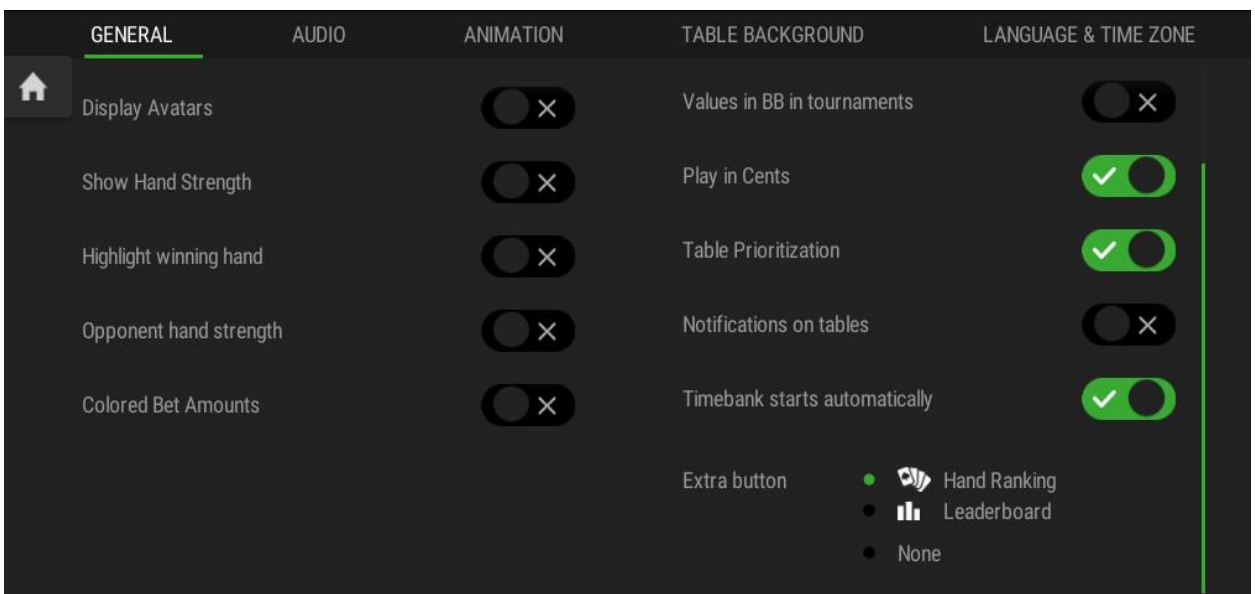 GENERAL AUDIO ANIMATION TABLE BACKGROUND LANGUAGE & TIME ZONE
Display Avatars
Show Hand Strength
Highlight winning hand
Opponent hand strength
Colored Bet Amounts
Values in BB in tournaments
Play in Cents
Table Prioritization
Notifications on tables
Timebank starts automatically
Extra button Hand Ranking
Leaderboard
None